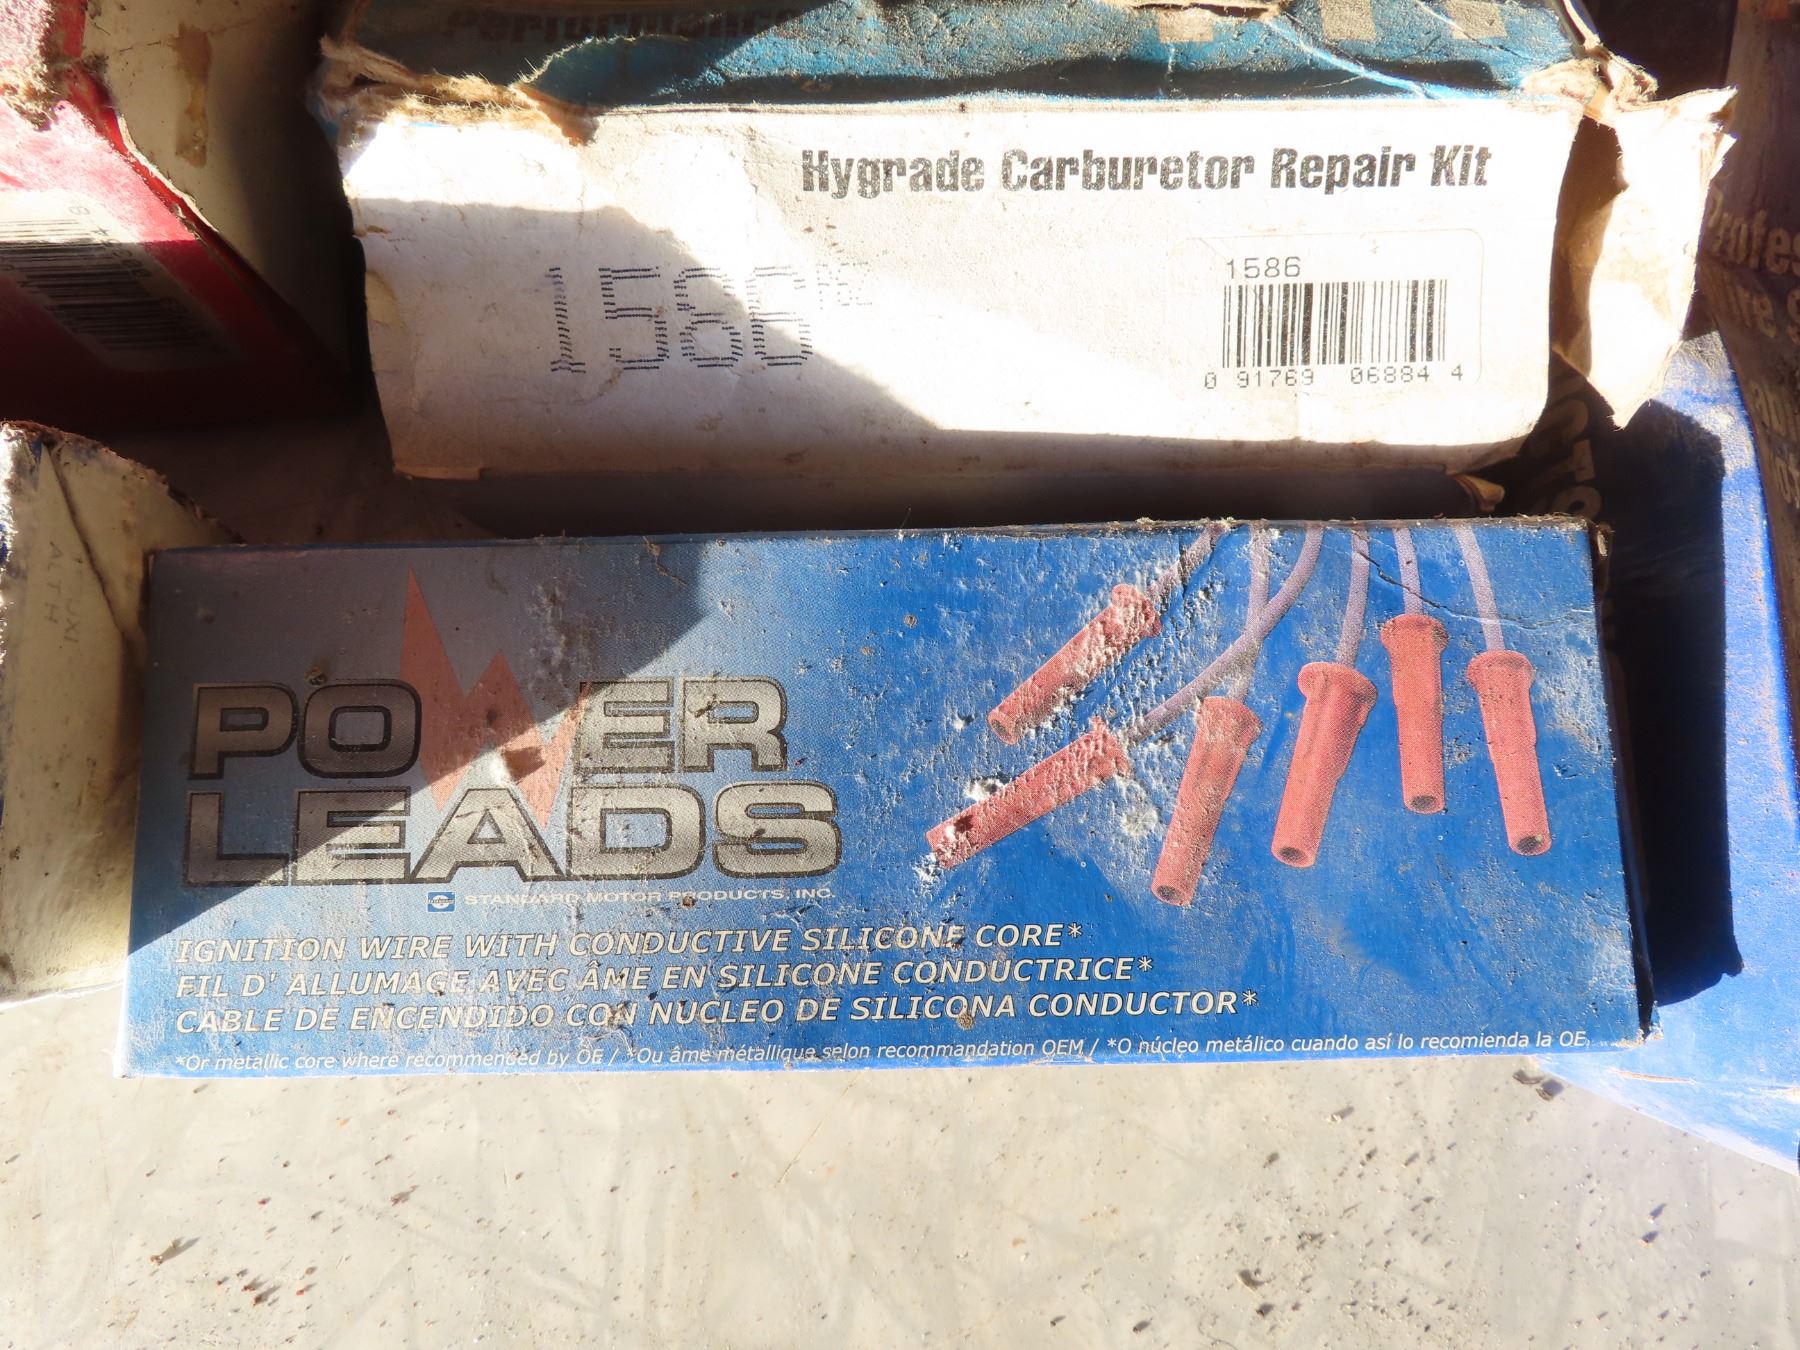 Performance
Hygrade Carburetor Repair Kit
1586
1586
0 91769 06884 4
POWER
LEADS
STANDARD MOTOR PRODUCTS, INC.
IGNITION WIRE WITH CONDUCTIVE SILICONE CORE*
FIL D' ALLUMAGE AVEC ÂME EN SILICONE CONDUCTRICE*
CABLE DE ENCENDIDO CON NUCLEO DE SILICONA CONDUCTOR*
*Or metallic core where recommended by OE / *Ou âme métallique selon recommandation OEM / *O núcleo metálico cuando así lo recomienda la OE.